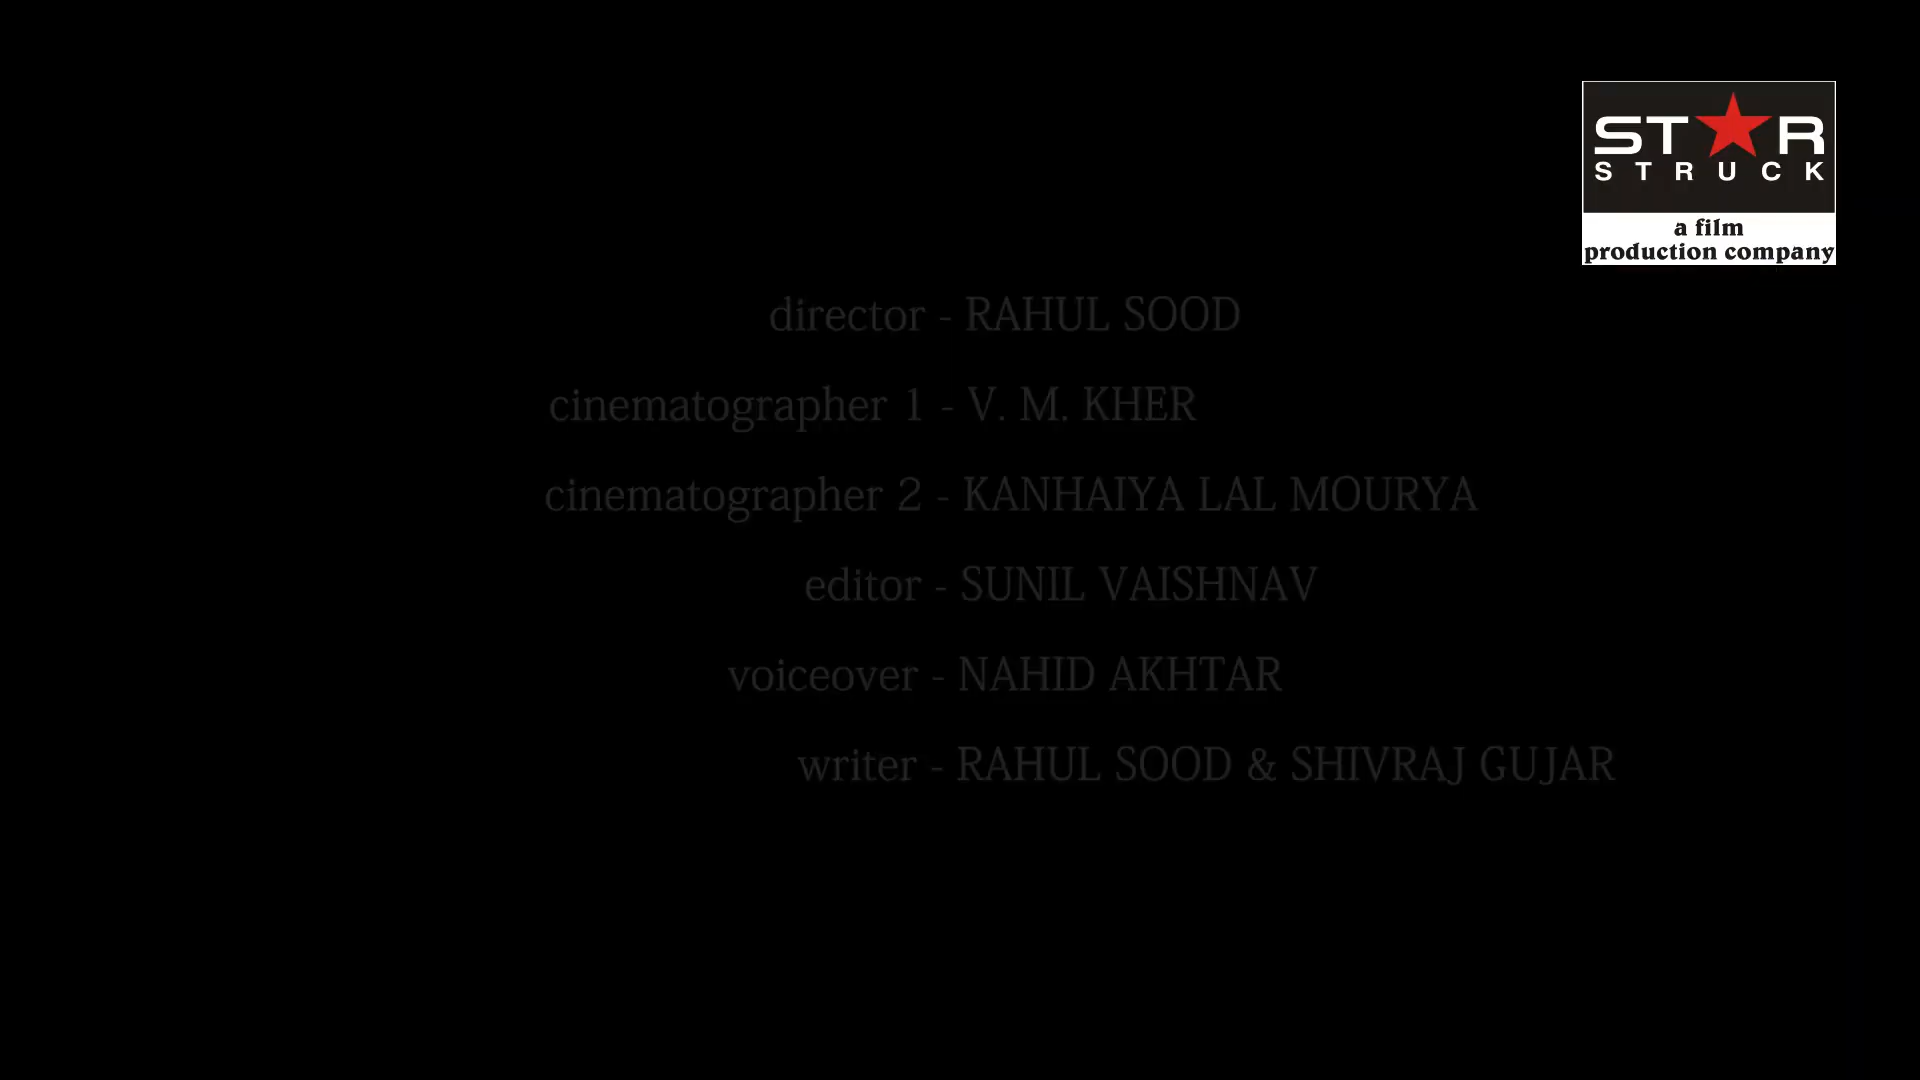 ST★R
STRUCK
a film
production company
director - RAHUL SOOD
cinematographer 1 - V. M. KHER
cinematographer 2 - KANHAIYA LAL MOURYA
editor - SUNIL VAISHNAV
voiceover - NAHID AKHTAR
writer - RAHUL SOOD & SHIVRAJ GUJAR